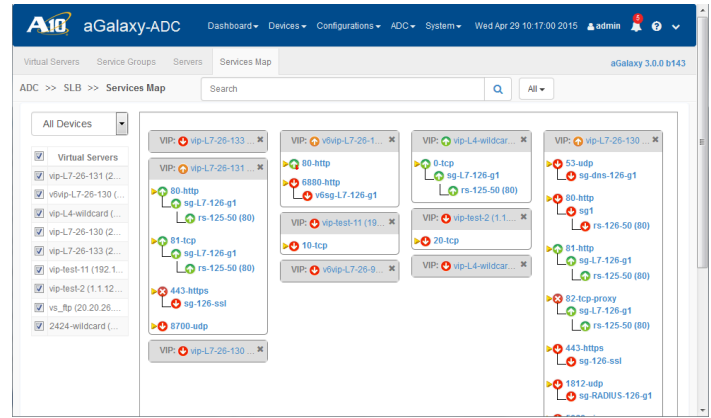 A10 aGalaxy-ADC Dashboard Devices Configurations ADC System Wed Apr 29 10:17:00 2015 admin 5
Virtual Servers Service Groups Servers Services Map aGalaxy 3.0.0 b143
ADC >> SLB >> Services Map Search All
All Devices
Virtual Servers
vip-L7-26-131 (2...
v6vip-L7-26-130 (...
vip-L4-wildcard (...
vip-L7-26-130 (2...
vip-L7-26-133 (2...
vip-test-11 (192.1...
vip-test-2 (1.1.12...
vs_ftp (20.20.26....
2424-wildcard (...
VIP: vip-L7-26-133 ...
VIP: vip-L7-26-131 ...
80-http
sg-L7-126-g1
rs-125-50 (80)
81-tcp
sg-L7-126-g1
rs-125-50 (80)
443-https
sg-126-ssl
8700-udp
VIP: vip-L7-26-130 ...
VIP: v6vip-L7-26-1...
80-http
6880-http
v6sg-L7-126-g1
VIP: vip-test-11 (19...
10-tcp
VIP: v6vip-L7-26-9...
VIP: vip-L4-wildcar...
0-tcp
sg-L7-126-g1
rs-125-50 (80)
VIP: vip-test-2 (1.1...
20-tcp
VIP: vip-L4-wildcar...
VIP: vip-L7-26-130 ...
53-udp
sg-dns-126-g1
80-http
sg1
rs-126-50 (80)
81-http
sg-L7-126-g1
rs-125-50 (80)
82-tcp-proxy
sg-L7-126-g1
rs-125-50 (80)
443-https
sg-126-ssl
1812-udp
sg-RADIUS-126-g1